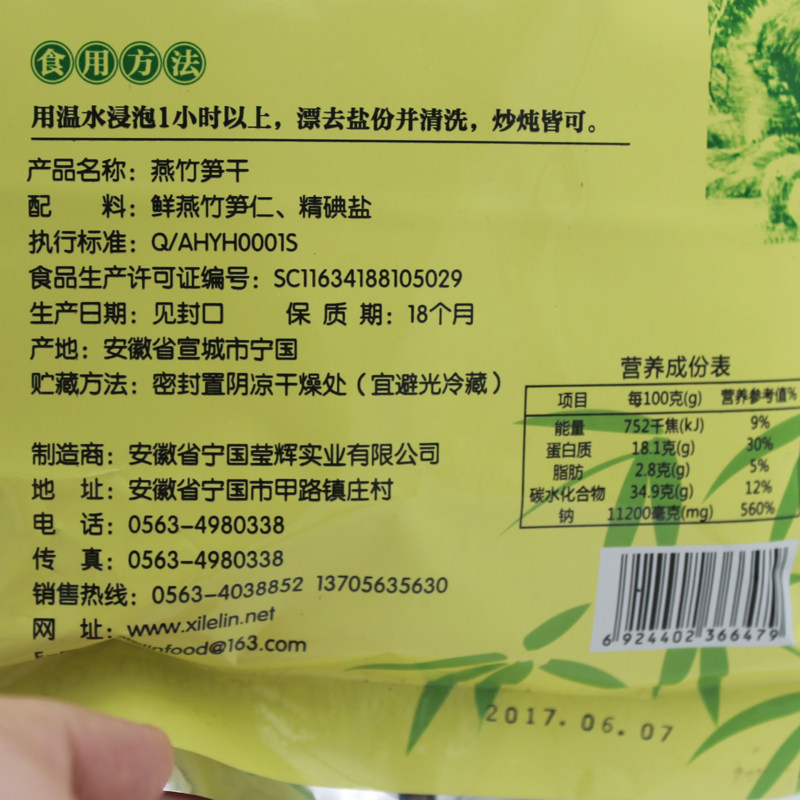 食用方法
用温水浸泡1小时以上，漂去盐份并清洗，炒炖皆可。
产品名称：燕竹笋干
配 料：鲜燕竹笋仁、精碘盐
执行标准：Q/AHYH0001S
食品生产许可证编号：SC11634188105029
生产日期：见封口 保 质 期：18个月
产地：安徽省宣城市宁国
贮藏方法：密封置阴凉干燥处（宜避光冷藏）
营养成份表
项目 每100克(g) 营养参考值%
能量 752千焦(kJ) 9%
蛋白质 18.1克(g) 30%
脂肪 2.8克(g) 5%
碳水化合物 34.9克(g) 12%
钠 11200毫克(mg) 560%
制造商：安徽省宁国莹辉实业有限公司
地 址：安徽省宁国市甲路镇庄村
电 话：0563-4980338
传 真：0563-4980338
销售热线：0563-4038852 13705635630
网 址：www.xilelin.net
food@163.com
6 924402 366479
2017.06.07